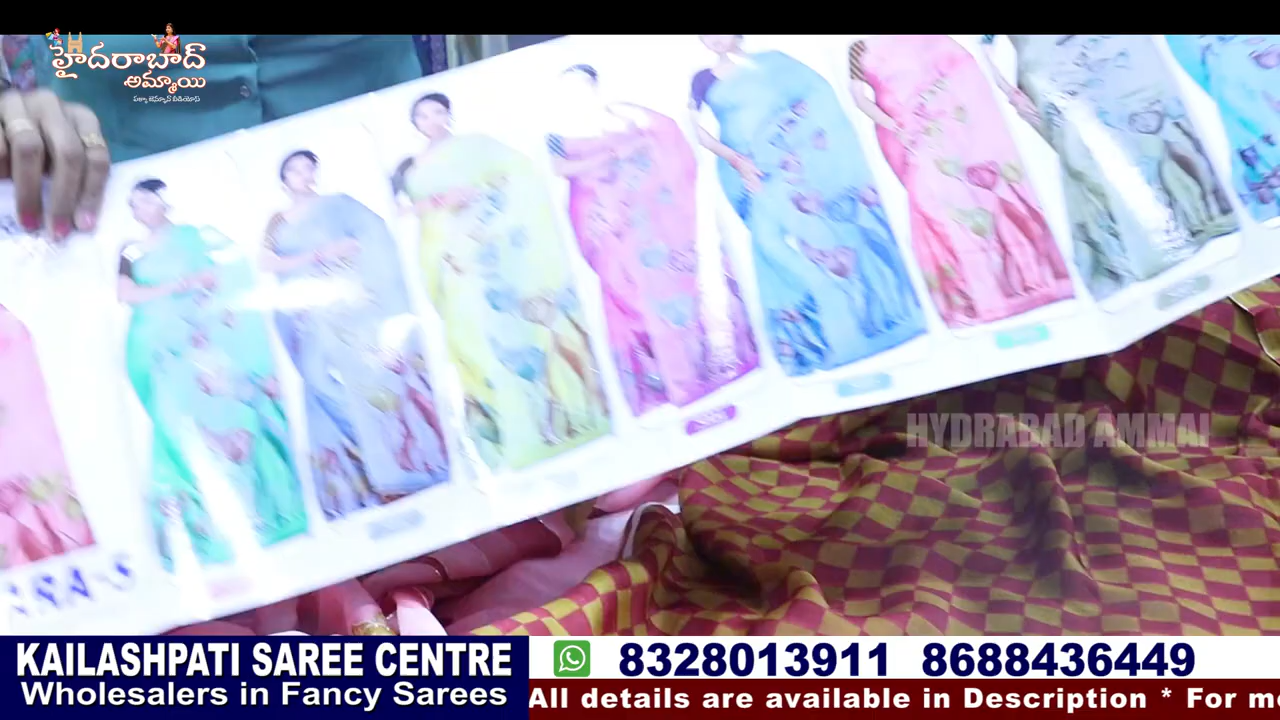 హైదరాబాద్
అమ్మాయి
HYDRABAD AMMAI
KAILASHPATI SAREE CENTRE
Wholesalers in Fancy Sarees
8328013911 8688436449
All details are available in Description * For m